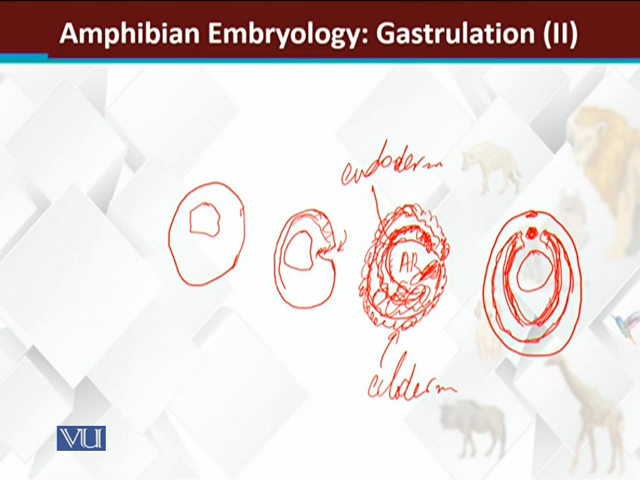 Amphibian Embryology: Gastrulation (II)
endoderm
AR
ectoderm
VU